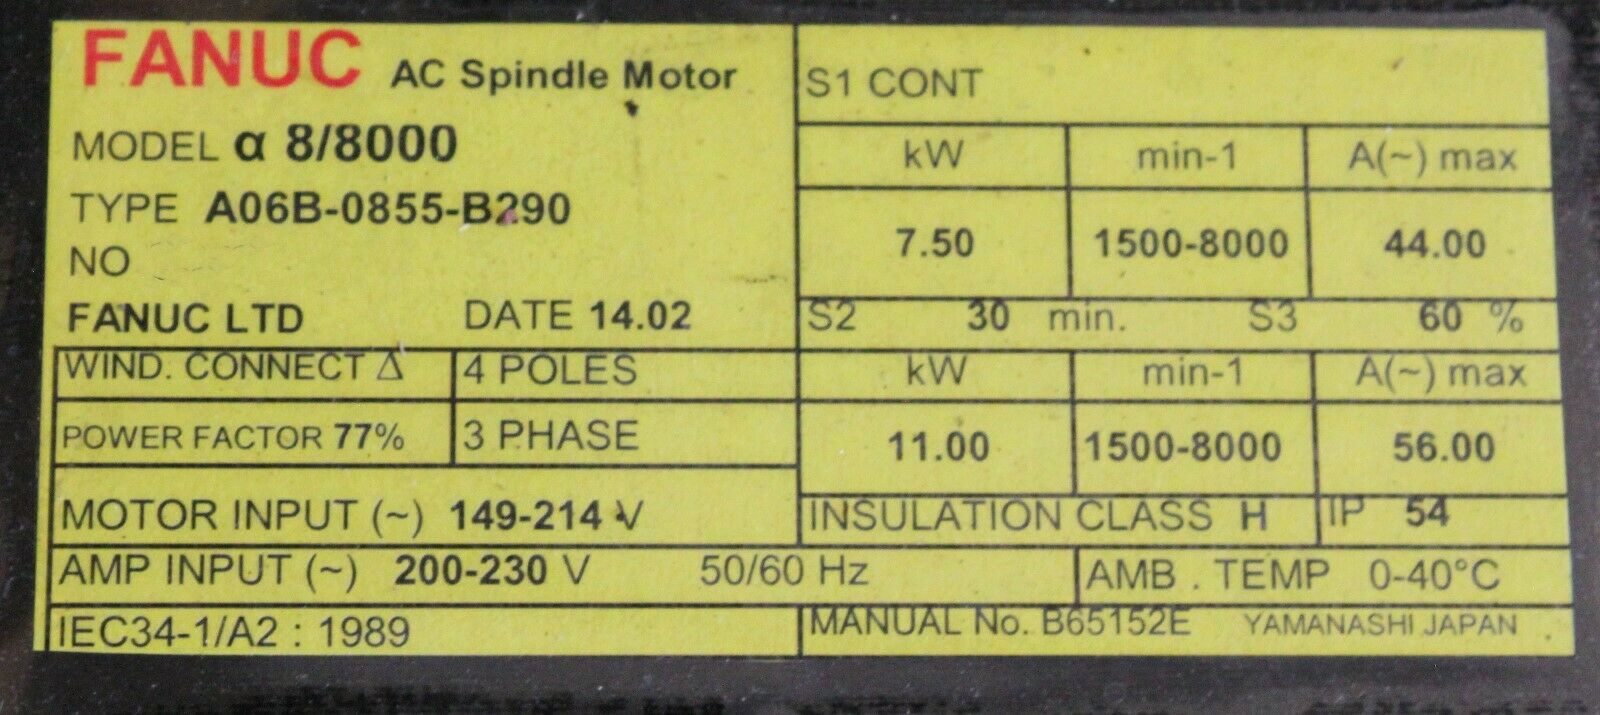 FANUC AC Spindle Motor
MODEL α 8/8000
TYPE A06B-0855-B290
NO
FANUC LTD DATE 14.02
WIND. CONNECT Δ 4 POLES
POWER FACTOR 77% 3 PHASE
MOTOR INPUT (~) 149-214 V
AMP INPUT (~) 200-230 V 50/60 Hz
IEC34-1/A2 : 1989
S1 CONT
kW min-1 A(~) max
7.50 1500-8000 44.00
S2 30 min. S3 60 %
kW min-1 A(~) max
11.00 1500-8000 56.00
INSULATION CLASS H IP 54
AMB . TEMP 0-40°C
MANUAL No. B65152E YAMANASHI JAPAN